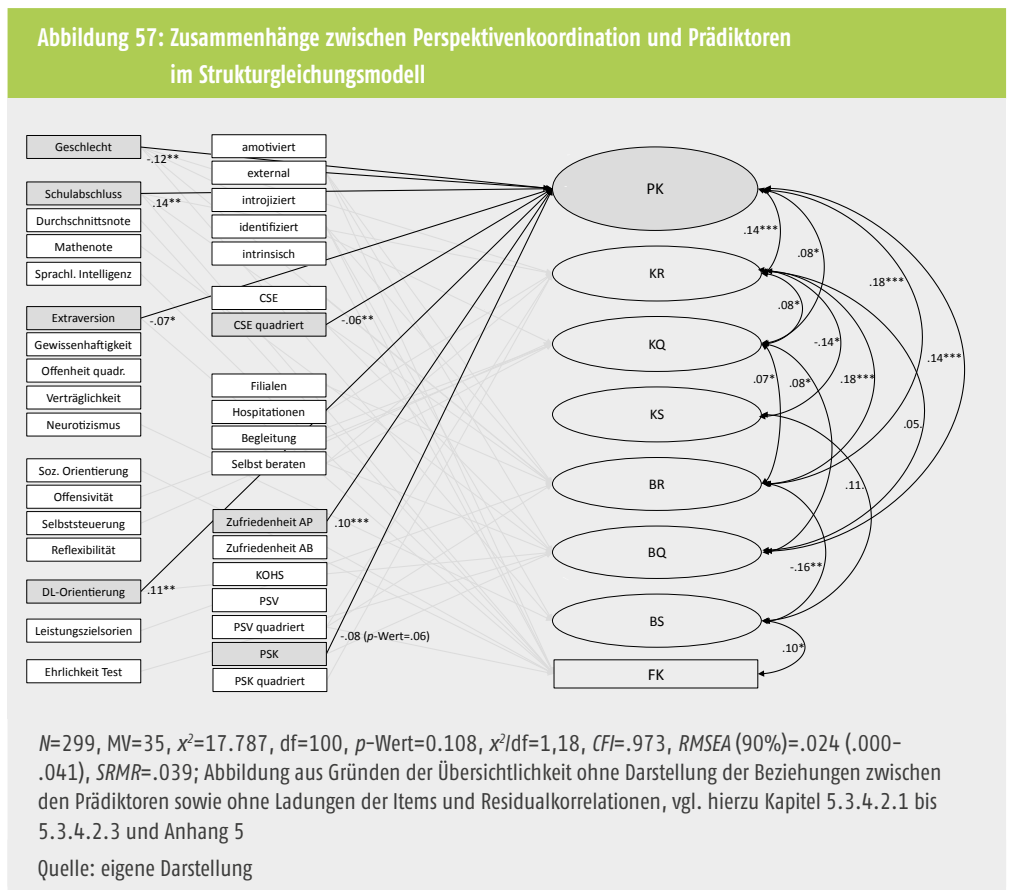 Abbildung 57: Zusammenhänge zwischen Perspektivenkoordination und Prädiktoren
im Strukturgleichungsmodell
Geschlecht
-.12**
Schulabschluss
.14**
Durchschnittsnote
Mathenote
Sprachl. Intelligenz
Extraversion
-.07*
Gewissenhaftigkeit
Offenheit quadr.
Verträglichkeit
Neurotizismus
Soz. Orientierung
Offensivität
Selbststeuerung
Reflexibilität
DL-Orientierung
.11**
Leistungszielsorien
Ehrlichkeit Test
amotiviert
external
introjiziert
identifiziert
intrinsisch
CSE
CSE quadriert
-.06**
Filialen
Hospitationen
Begleitung
Selbst beraten
Zufriedenheit AP
.10***
Zufriedenheit AB
KOHS
PSV
PSV quadriert
PSK
-.08 (p-Wert=.06)
PSK quadriert
PK
KR
KQ
KS
BR
BQ
BS
FK
.14***
.08*
.18***
.08*
-.14*
.14***
.07*
.08*
.18***
.05.
.11.
-.16**
.10*
N=299, MV=35, x²=17.787, df=100, p-Wert=0.108, x²/df=1,18, CFI=.973, RMSEA (90%)=.024 (.000–
.041), SRMR=.039; Abbildung aus Gründen der Übersichtlichkeit ohne Darstellung der Beziehungen zwischen
den Prädiktoren sowie ohne Ladungen der Items und Residualkorrelationen, vgl. hierzu Kapitel 5.3.4.2.1 bis
5.3.4.2.3 und Anhang 5
Quelle: eigene Darstellung